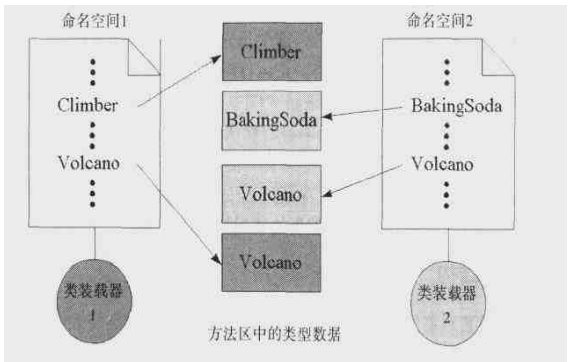 命名空间1
命名空间2
Climber
Climber
BakingSoda
BakingSoda
Volcano
Volcano
Volcano
Volcano
类装载器
1
类装载器
2
方法区中的类型数据